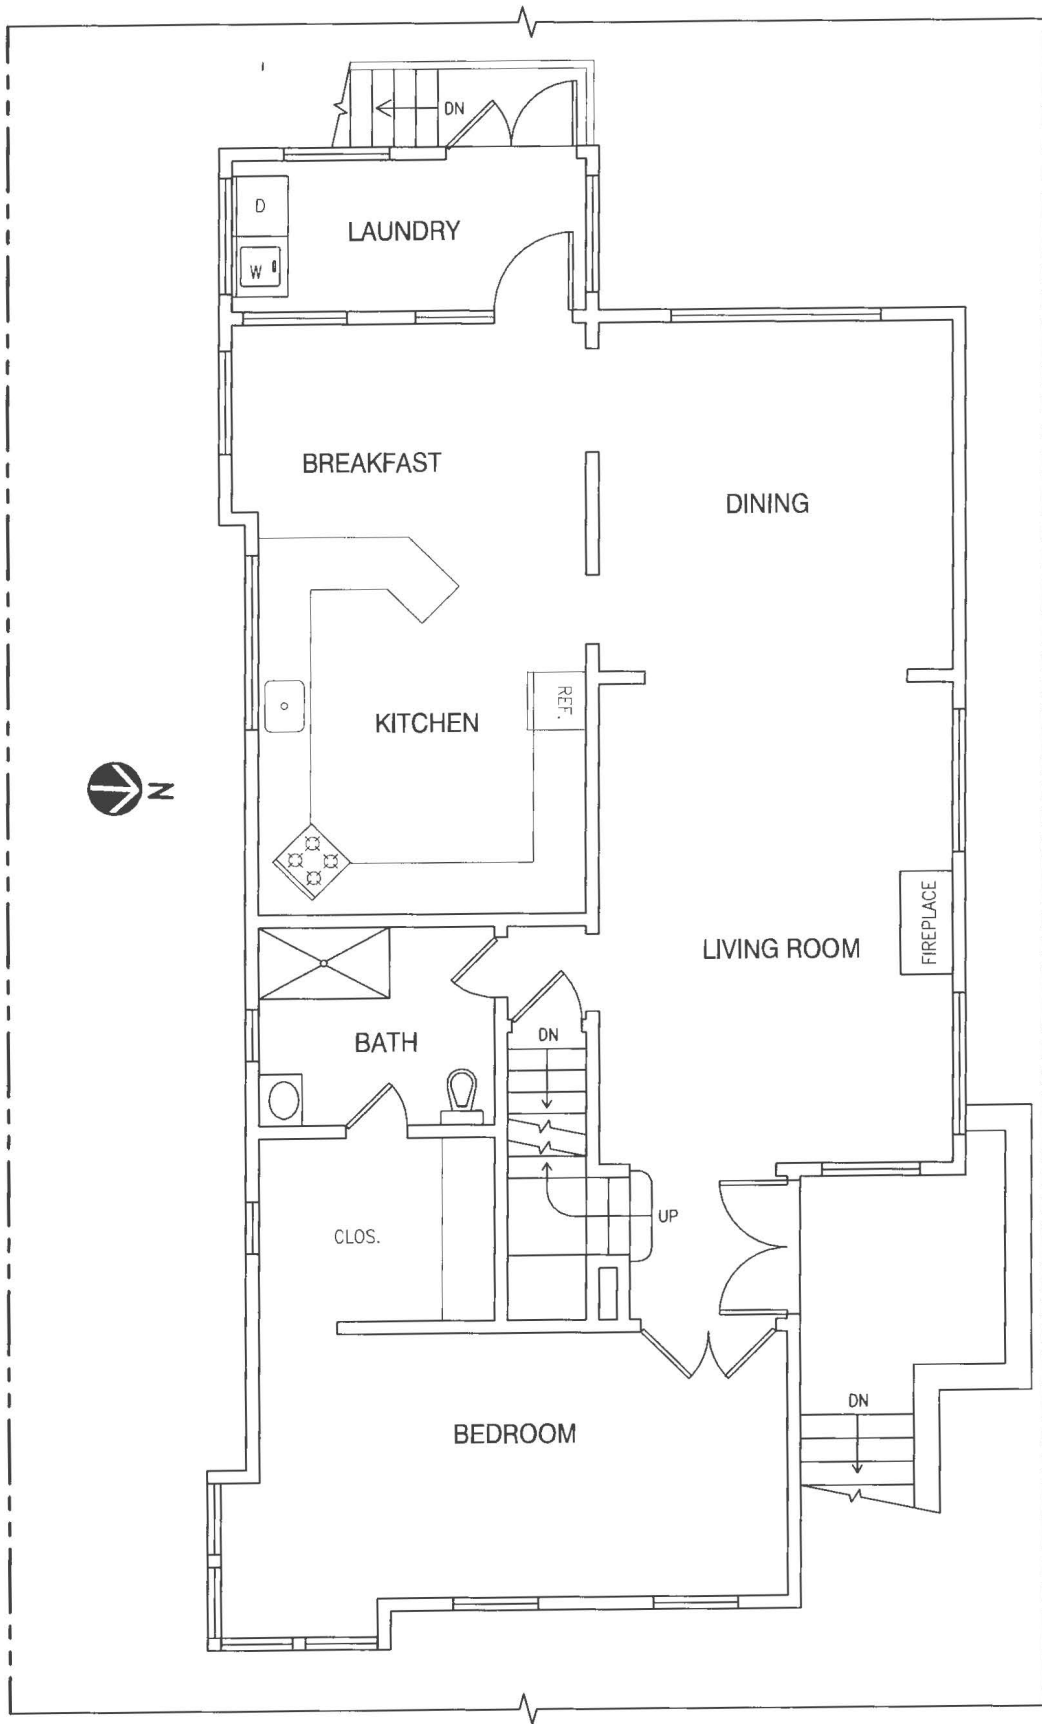 DN
D
LAUNDRY
W
BREAKFAST
DINING
REF.
KITCHEN
N
FIREPLACE
LIVING ROOM
DN
BATH
UP
CLOS.
DN
BEDROOM